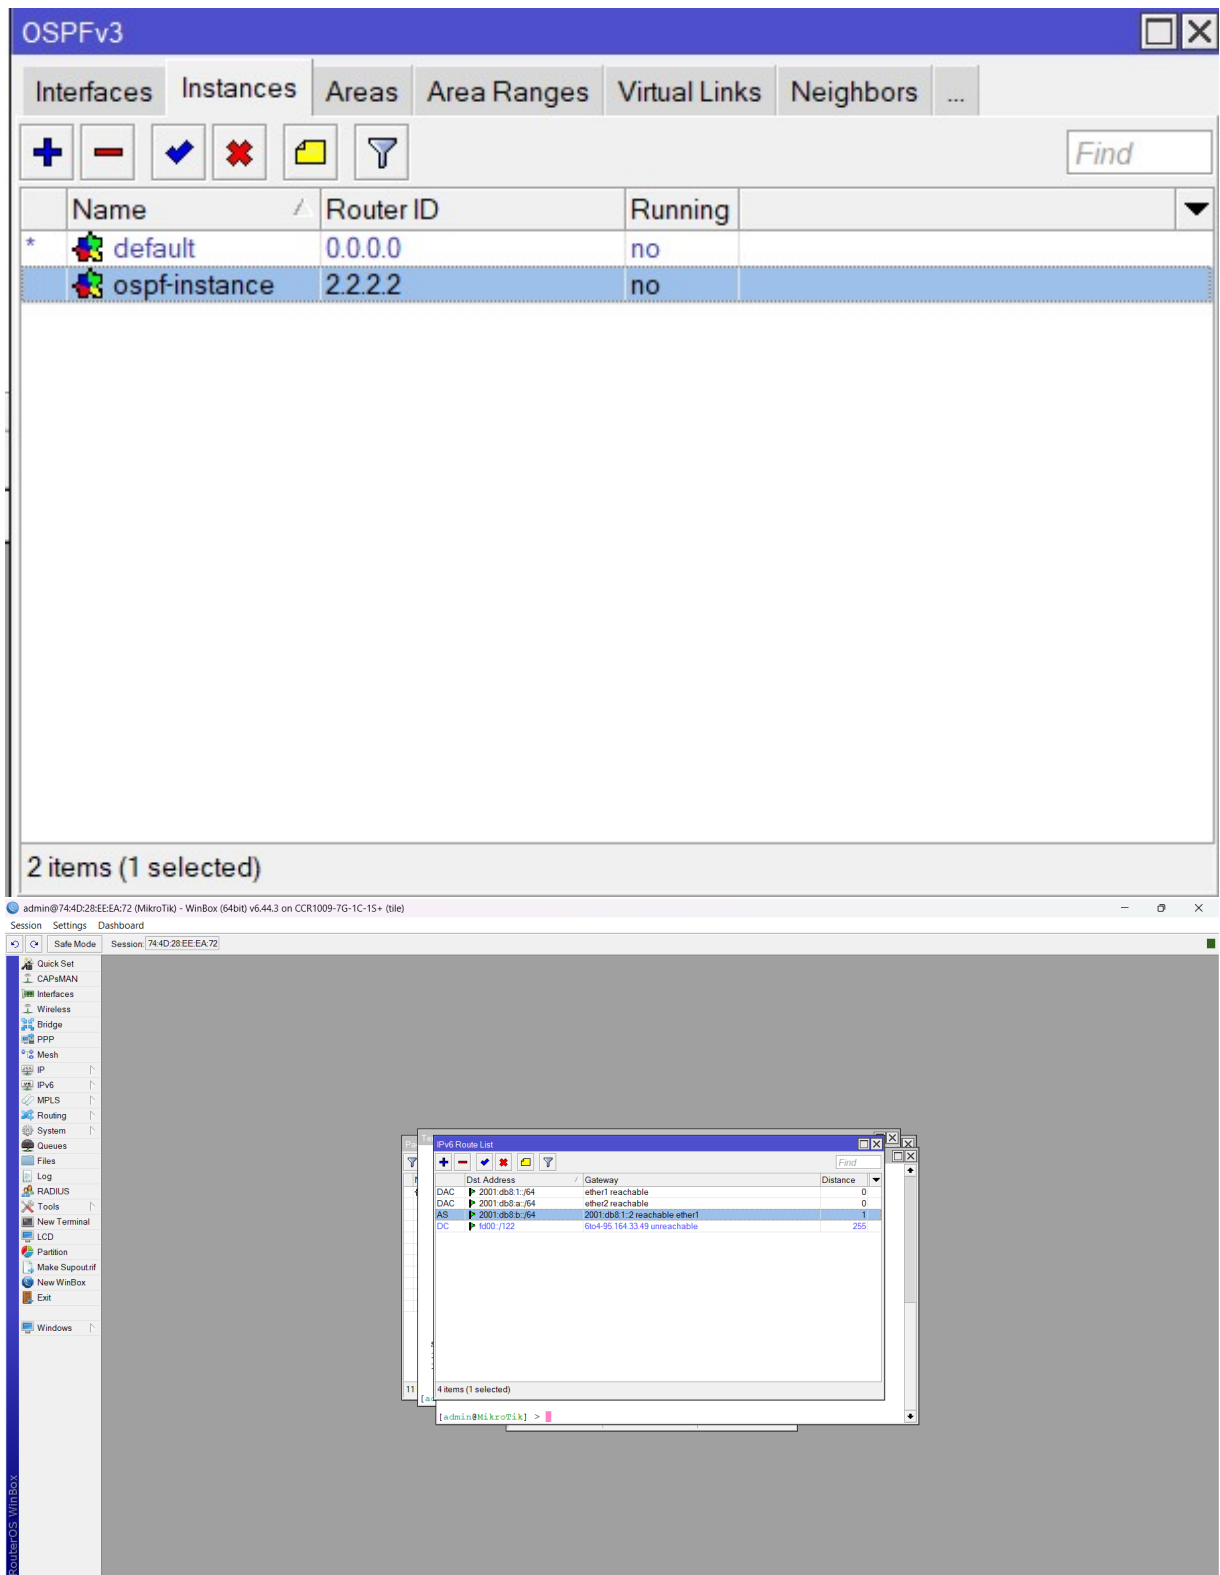 OSPFv3
Interfaces Instances Areas Area Ranges Virtual Links Neighbors ...
Find
Name Router ID Running
* default 0.0.0.0 no
ospf-instance 2.2.2.2 no
2 items (1 selected)
admin@74:4D:28:EE:EA:72 (MikroTik) - WinBox (64bit) v6.44.3 on CCR1009-7G-1C-1S+ (tile)
Session Settings Dashboard
Safe Mode Session: 74:4D:28:EE:EA:72
Quick Set
CAPsMAN
Interfaces
Wireless
Bridge
PPP
Mesh
IP
IPv6
MPLS
Routing
System
Queues
Files
Log
RADIUS
Tools
New Terminal
LCD
Partition
Make Supout.rif
New WinBox
Exit
Windows
RouterOS WinBox
Pa
Te
IPv6 Route List
Find
Dst. Address Gateway Distance
DAC 2001:db8:1::/64 ether1 reachable 0
DAC 2001:db8:a::/64 ether2 reachable 0
AS 2001:db8:b::/64 2001:db8:1::2 reachable ether1 1
DC fd00::/122 6to4-95.164.33.49 unreachable 255
4 items (1 selected)
11
[ad
[admin@MikroTik] >